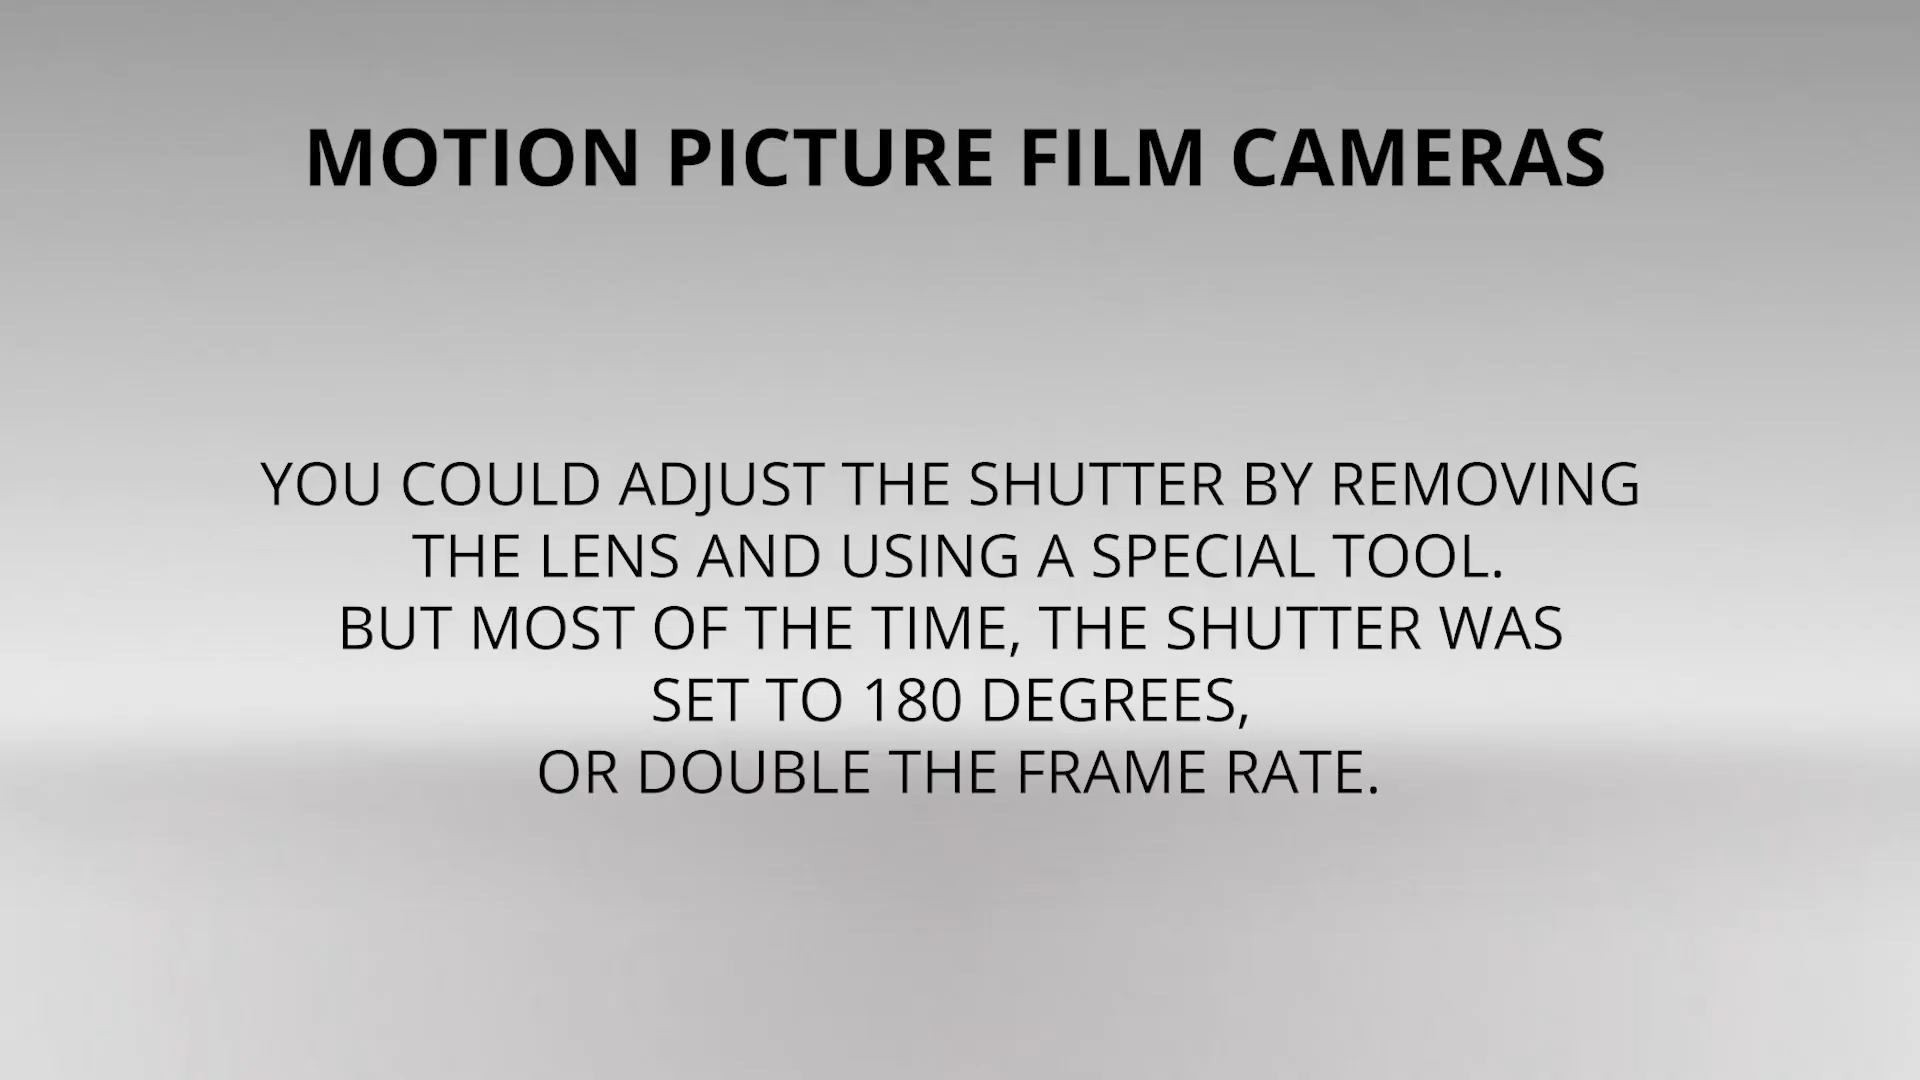 MOTION PICTURE FILM CAMERAS
YOU COULD ADJUST THE SHUTTER BY REMOVING
THE LENS AND USING A SPECIAL TOOL.
BUT MOST OF THE TIME, THE SHUTTER WAS
SET TO 180 DEGREES,
OR DOUBLE THE FRAME RATE.